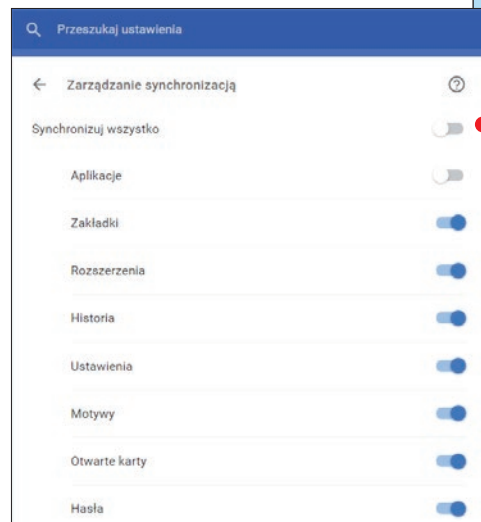 Przeszukaj ustawienia
Zarządzanie synchronizacją
Synchronizuj wszystko
Aplikacje
Zakładki
Rozszerzenia
Historia
Ustawienia
Motywy
Otwarte karty
Hasła